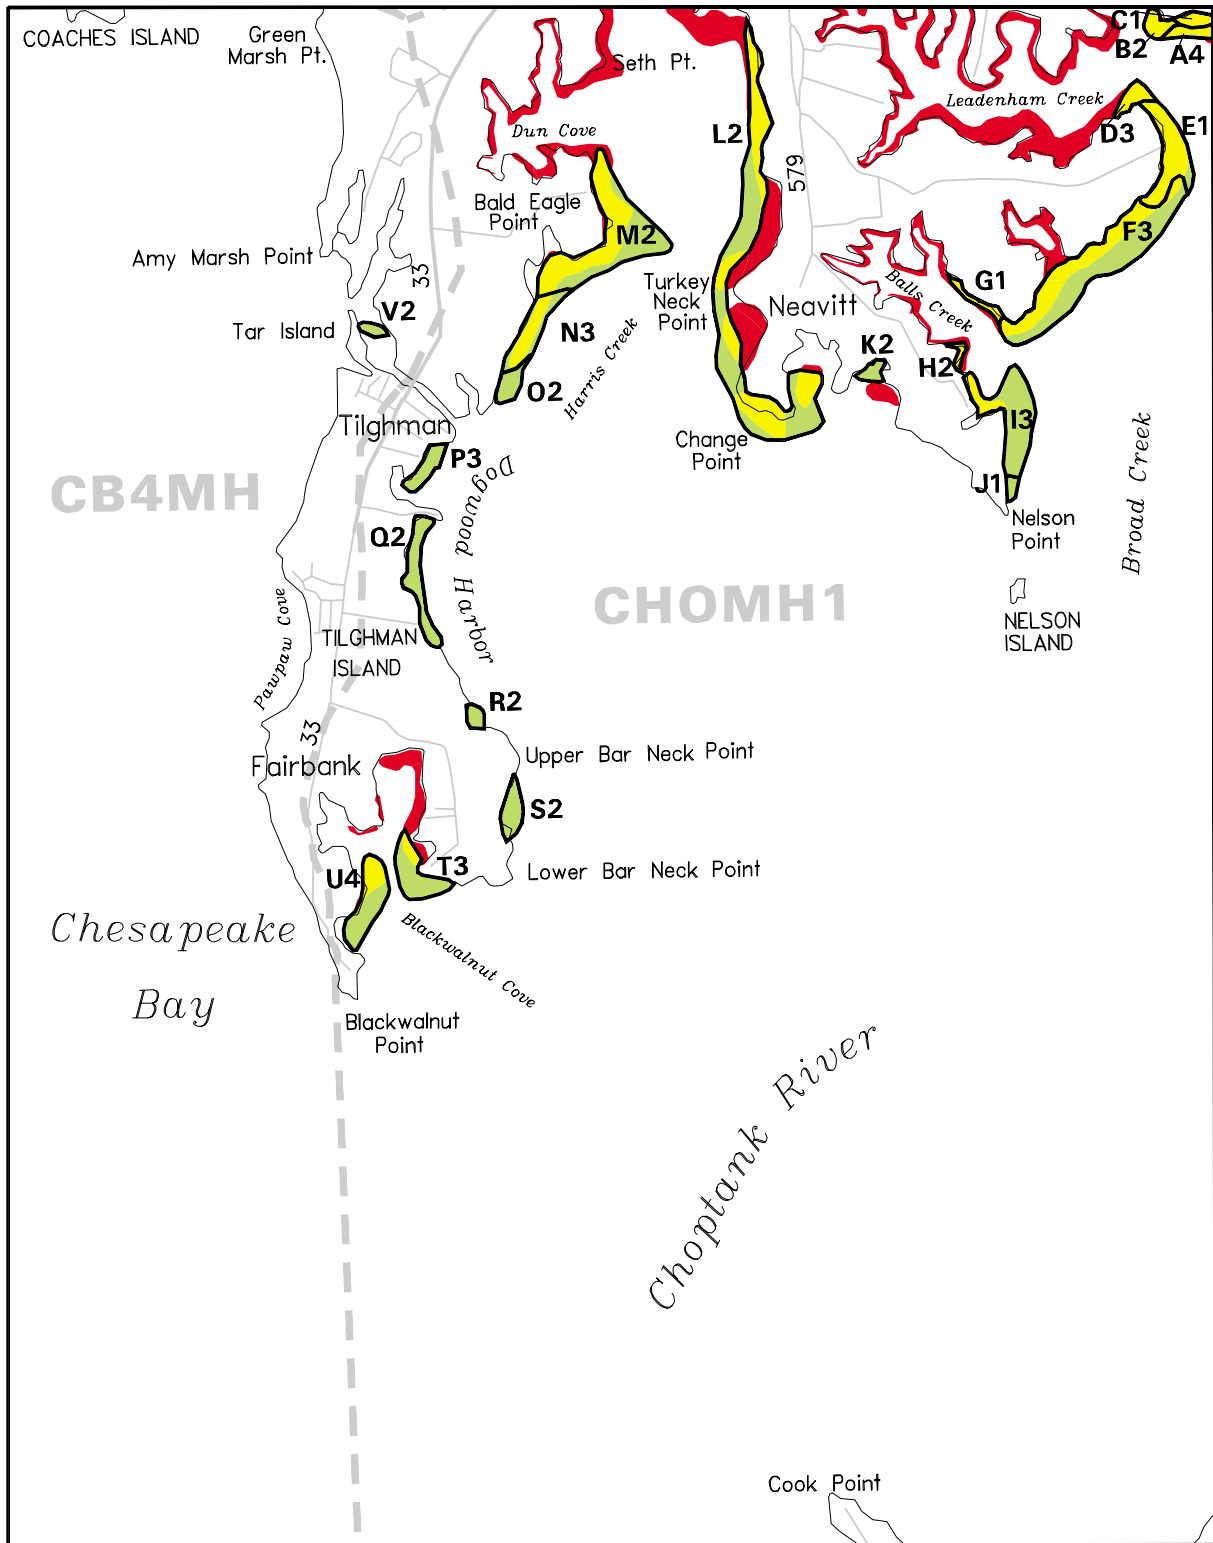 COACHES ISLAND
Green
Marsh Pt.
Seth Pt.
C1
B2
A4
Leadenham Creek
D3
E1
Dun Cove
L2
579
Bald Eagle
Point
M2
F3
Amy Marsh Point
33
Turkey
Neck
Point
Neavitt
Balls Creek
G1
V2
Tar Island
N3
Harris Creek
K2
H2
O2
Tilghman
I3
Change
Point
P3
Dogwood Harbor
CB4MH
J1
Nelson
Point
Broad Creek
Q2
CHOMH1
Pawpaw Cove
TILGHMAN
ISLAND
NELSON
ISLAND
R2
33
Fairbank
Upper Bar Neck Point
S2
U4
T3
Lower Bar Neck Point
Chesapeake
Bay
Blackwalnut Cove
Blackwalnut
Point
Choptank River
Cook Point